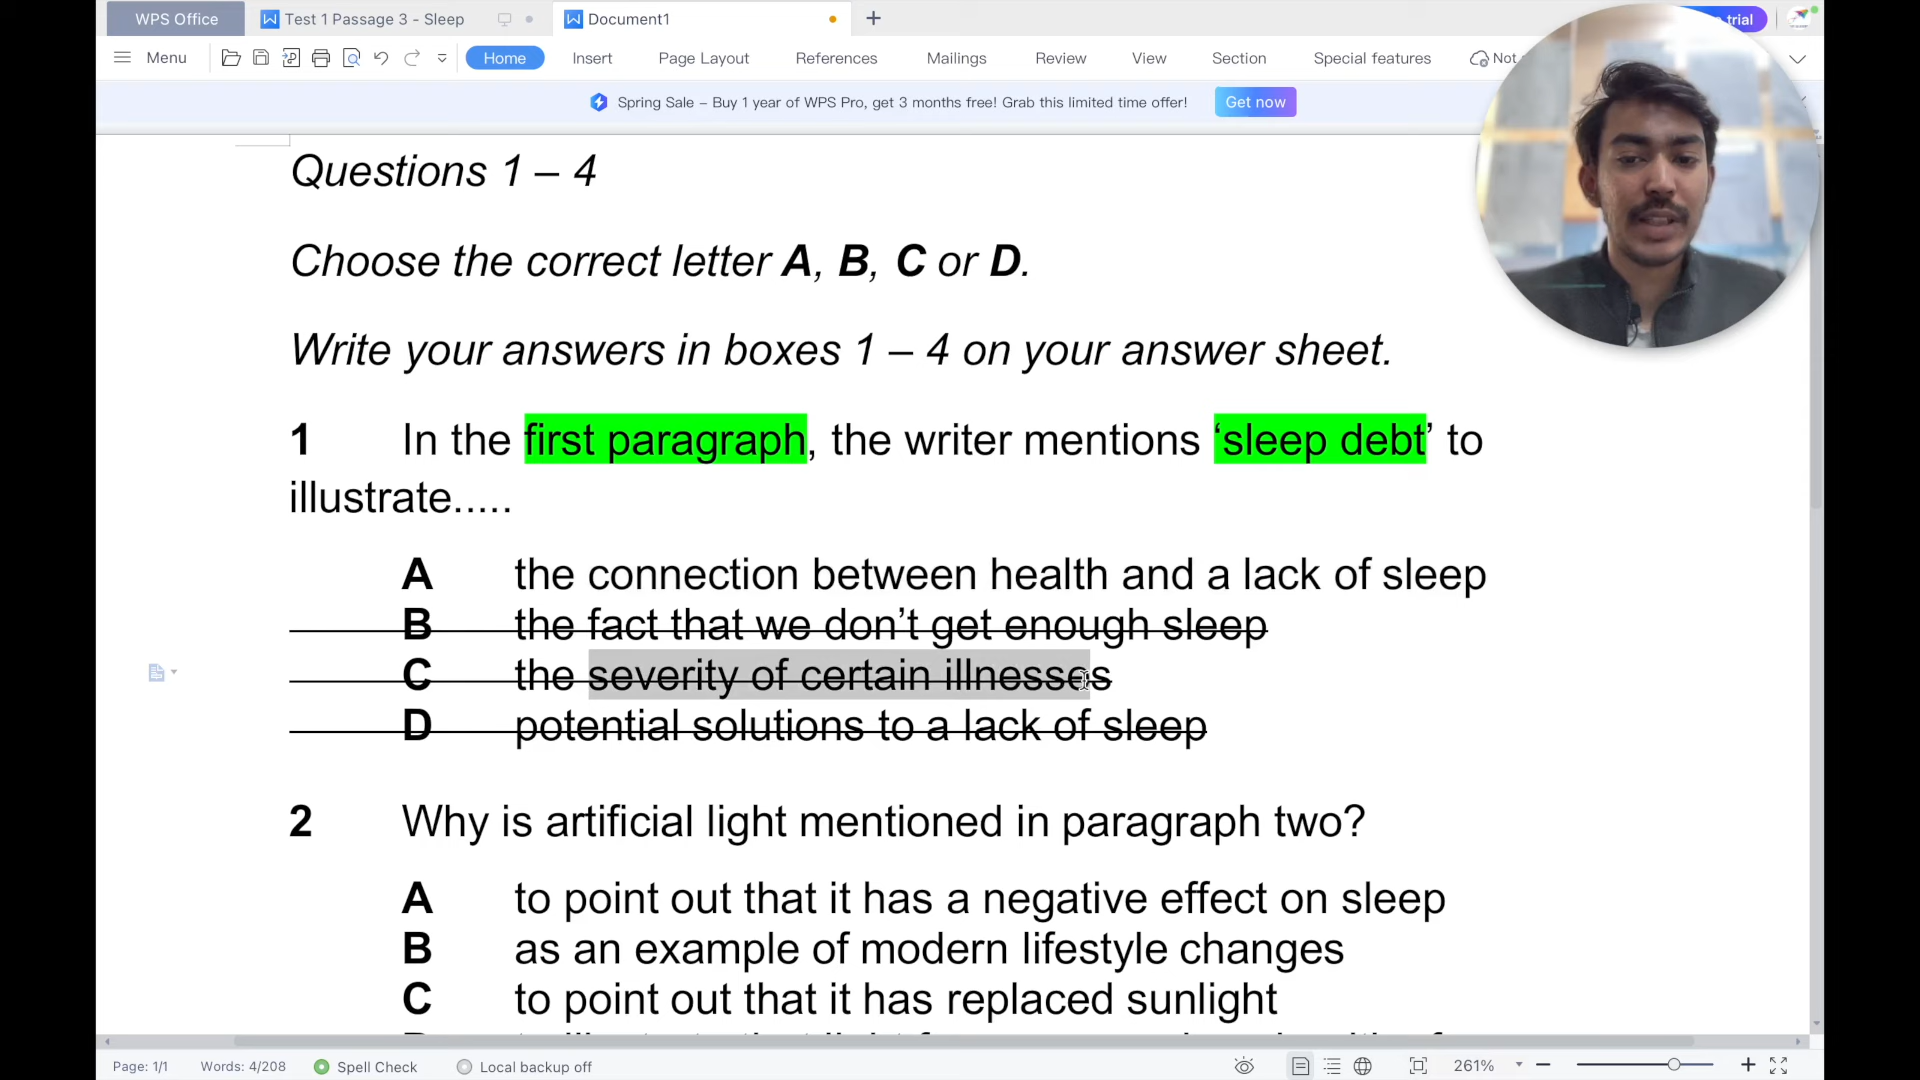 WPS Office
Test 1 Passage 3 - Sleep
Document1
trial
Menu
Home
Insert
Page Layout
References
Mailings
Review
View
Section
Special features
Not
Spring Sale – Buy 1 year of WPS Pro, get 3 months free! Grab this limited time offer!
Get now
Questions 1 – 4
Choose the correct letter A, B, C or D.
Write your answers in boxes 1 – 4 on your answer sheet.
1 In the first paragraph, the writer mentions ‘sleep debt’ to
illustrate.....
A the connection between health and a lack of sleep
B the fact that we don’t get enough sleep
C the severity of certain illnesses
D potential solutions to a lack of sleep
2 Why is artificial light mentioned in paragraph two?
A to point out that it has a negative effect on sleep
B as an example of modern lifestyle changes
C to point out that it has replaced sunlight
Page: 1/1
Words: 4/208
Spell Check
Local backup off
261%